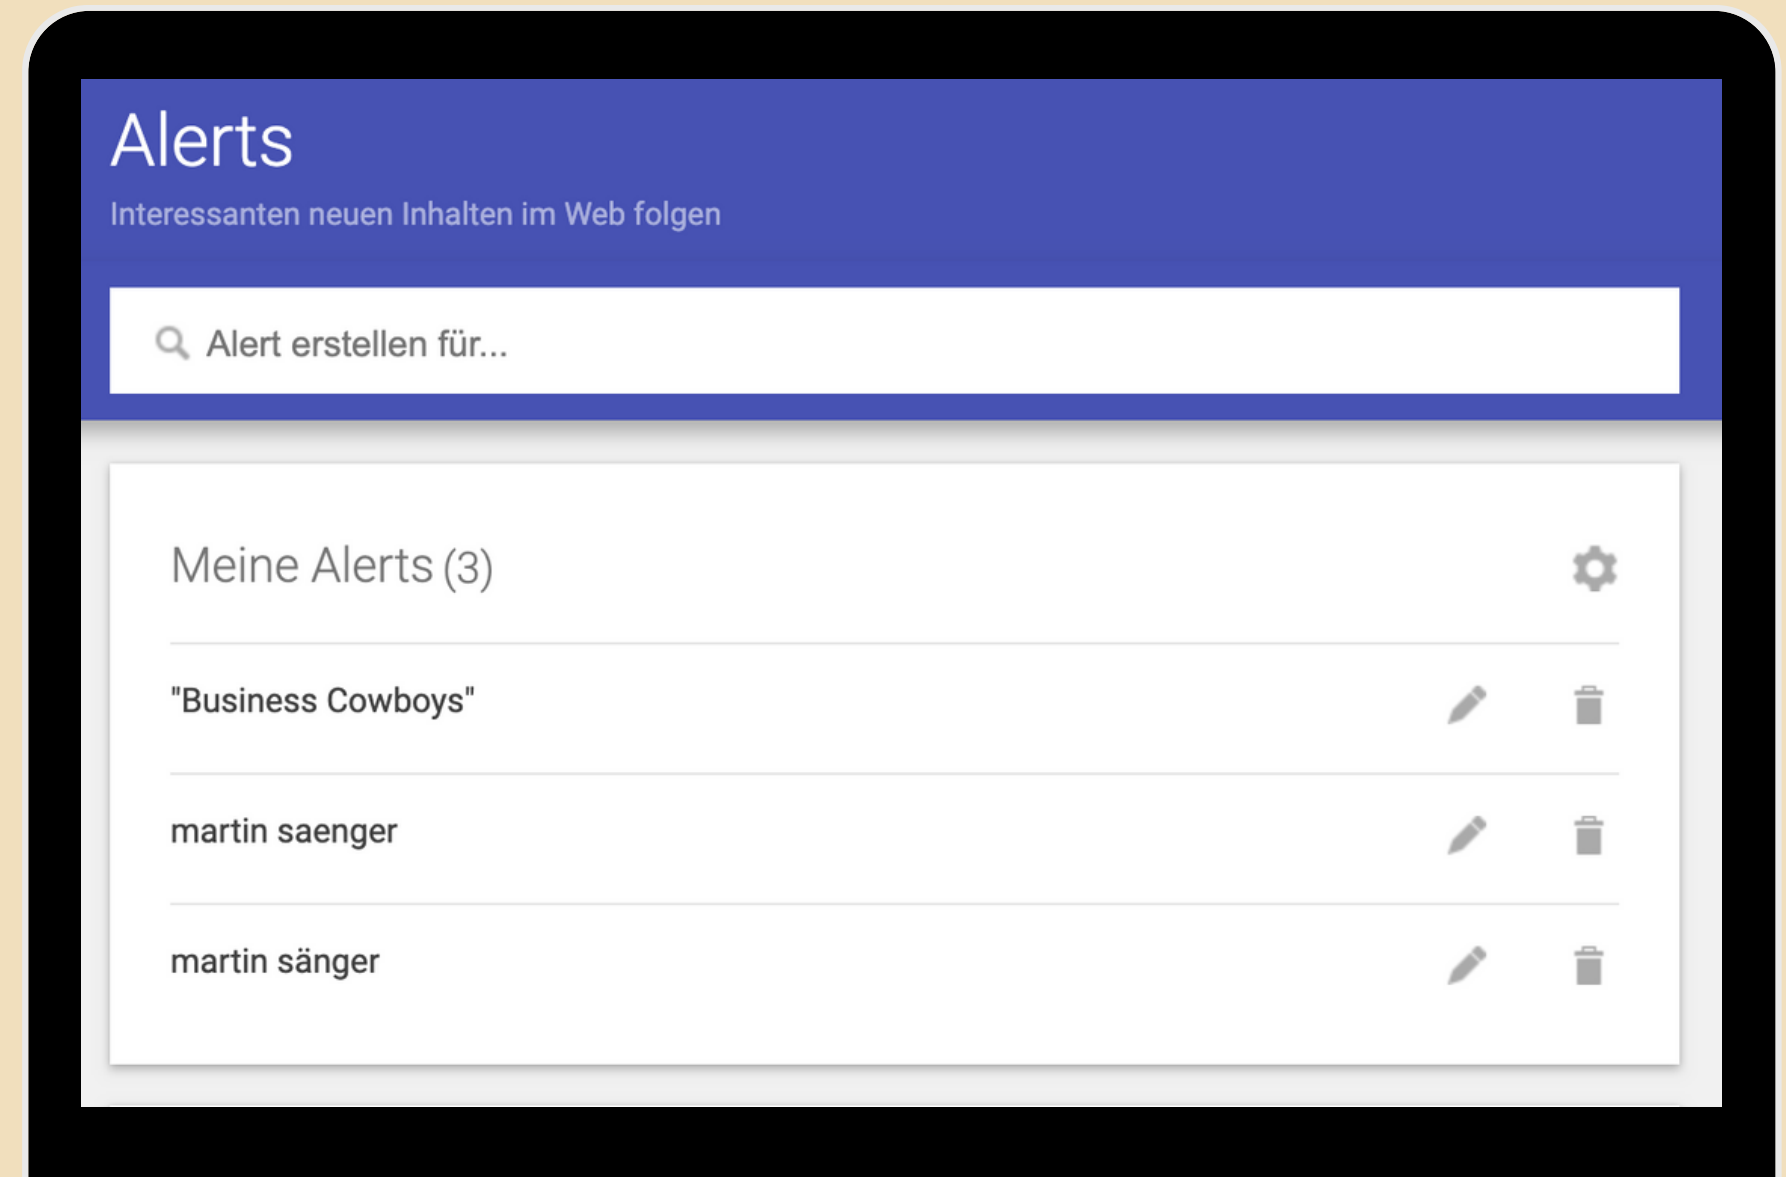 Alerts
Interessanten neuen Inhalten im Web folgen
Alert erstellen für...
Meine Alerts (3)
"Business Cowboys"
martin saenger
martin sänger